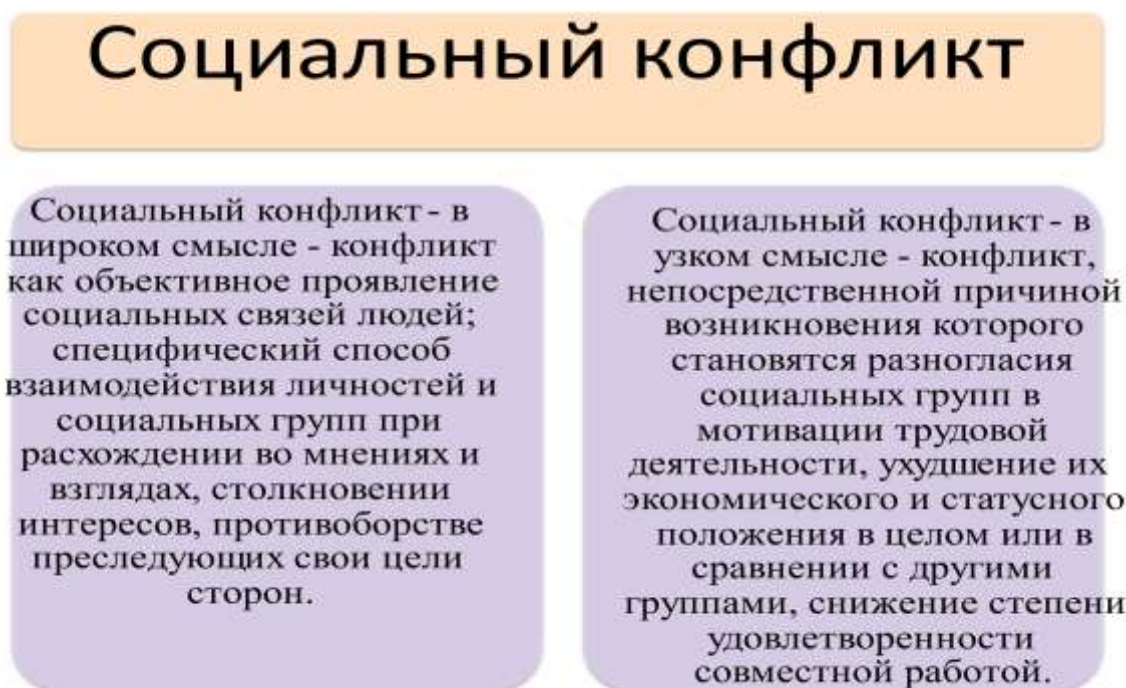 Социальный конфликт
Социальный конфликт - в
широком смысле - конфликт
как объективное проявление
социальных связей людей;
специфический способ
взаимодействия личностей и
социальных групп при
расхождении во мнениях и
взглядах, столкновении
интересов, противоборстве
преследующих свои цели
сторон.
Социальный конфликт - в
узком смысле - конфликт,
непосредственной причиной
возникновения которого
становятся разногласия
социальных групп в
мотивации трудовой
деятельности, ухудшение их
экономического и статусного
положения в целом или в
сравнении с другими
группами, снижение степени
удовлетворенности
совместной работой.